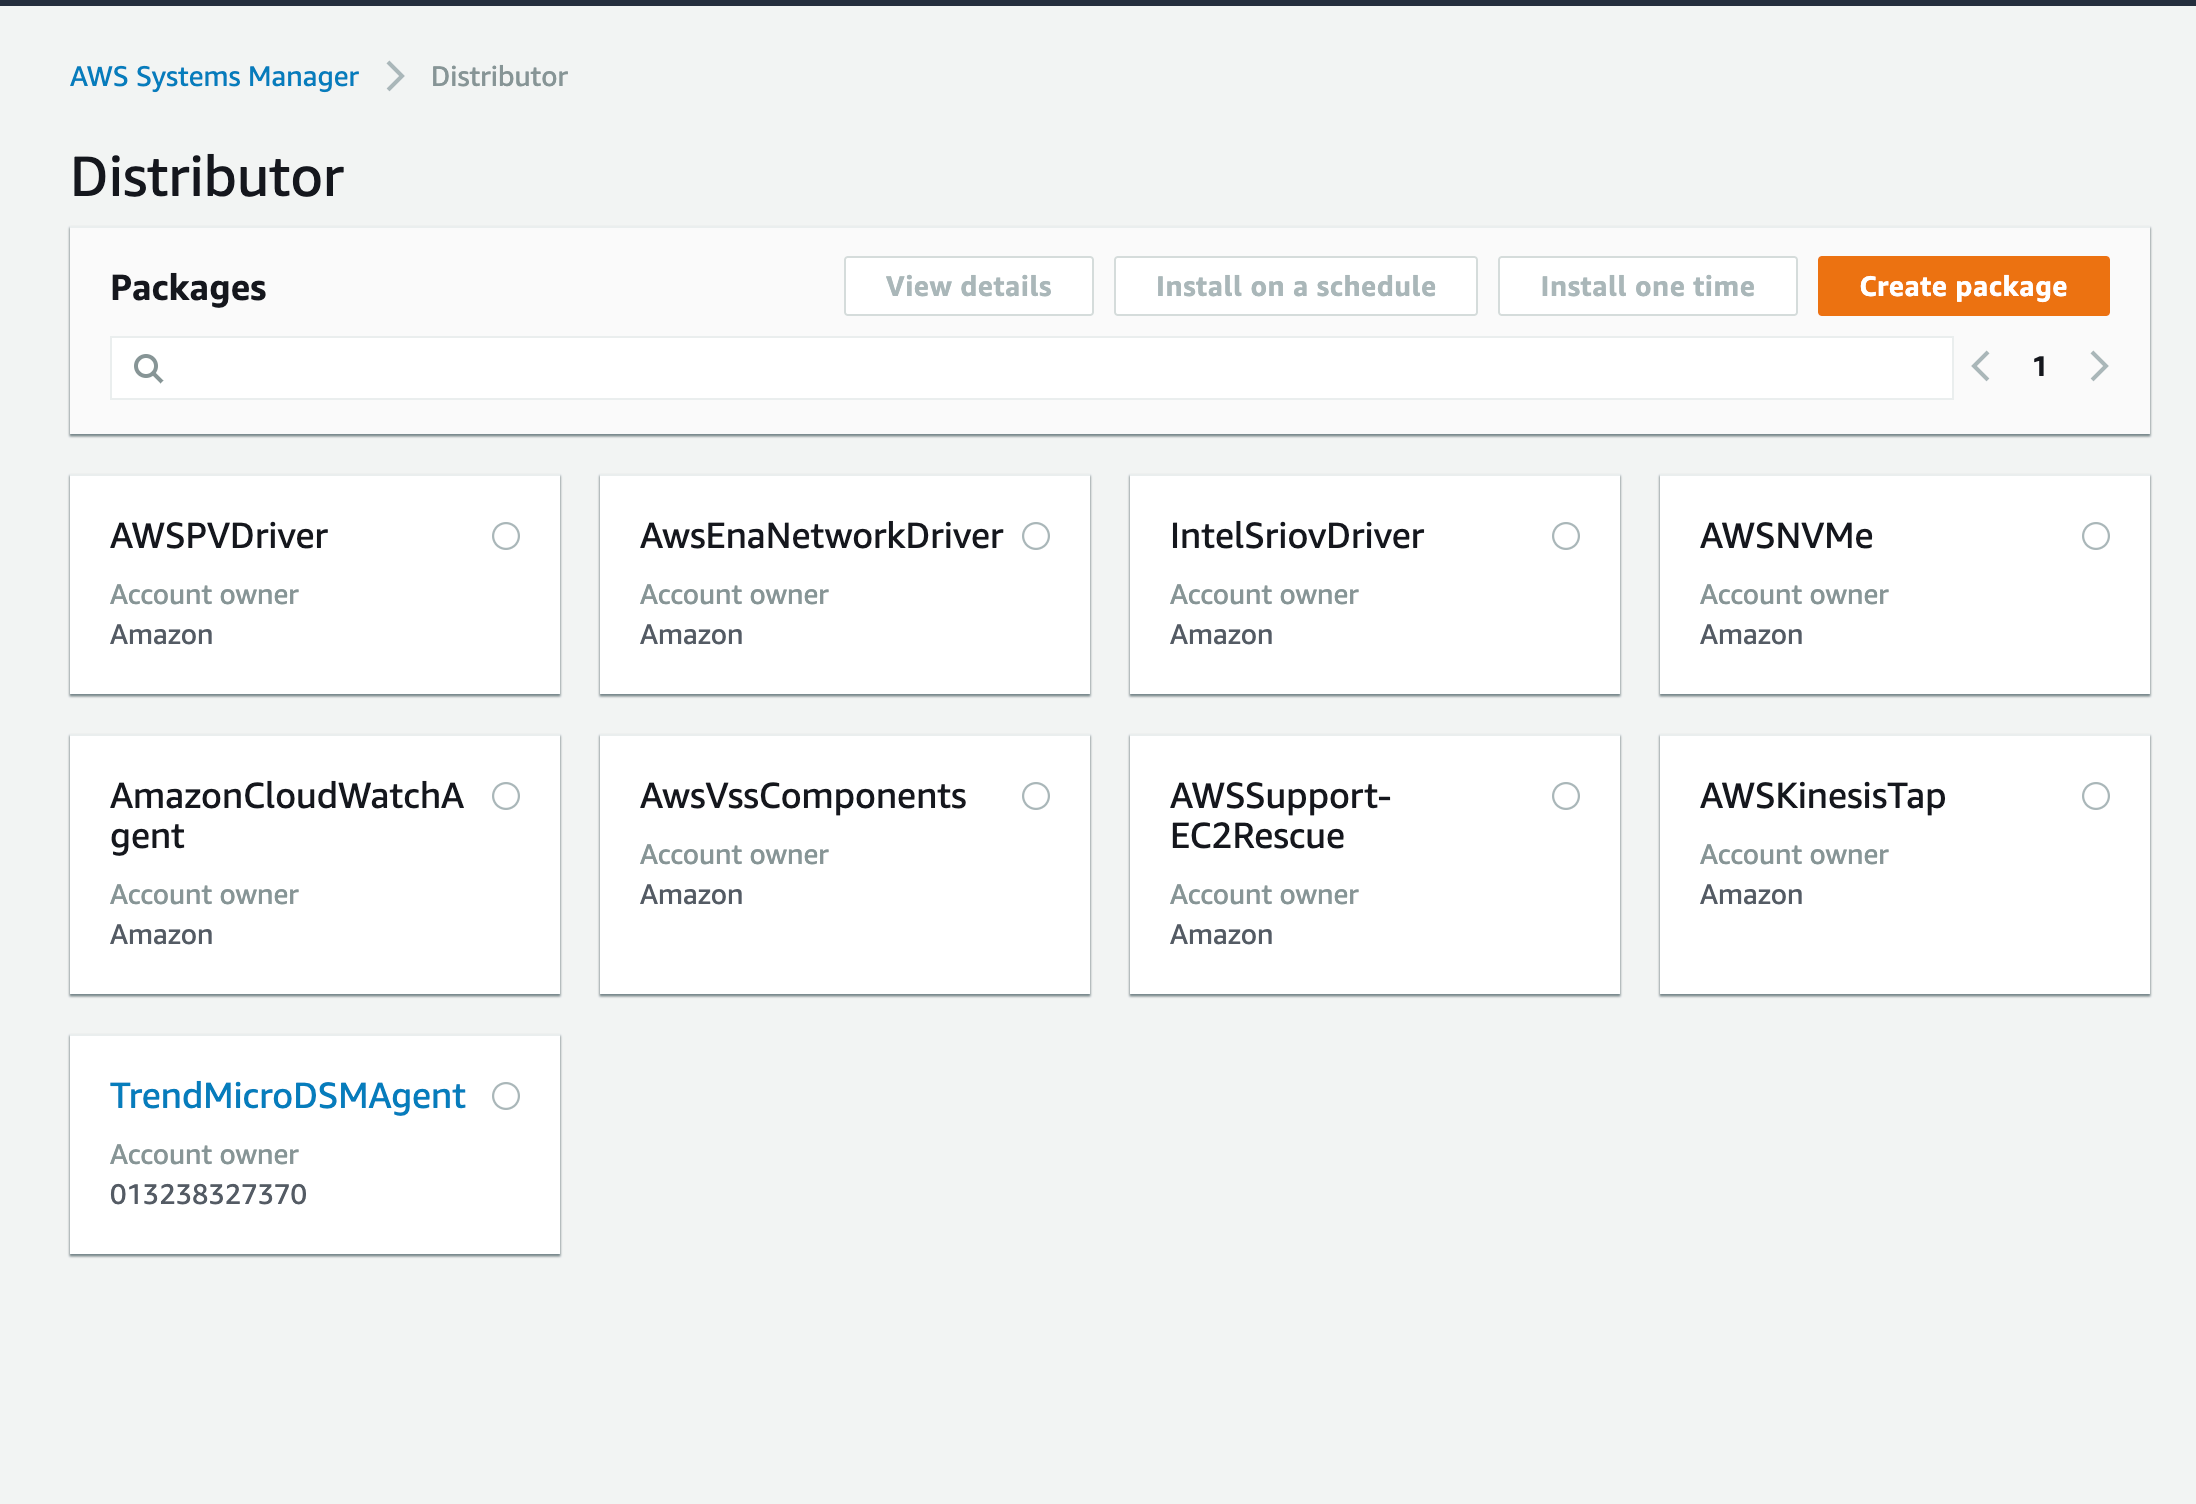 AWS Systems Manager Distributor
Distributor
Packages
View details Install on a schedule Install one time Create package
1
AWSPVDriver
Account owner
Amazon
AwsEnaNetworkDriver
Account owner
Amazon
IntelSriovDriver
Account owner
Amazon
AWSNVMe
Account owner
Amazon
AmazonCloudWatchA
gent
Account owner
Amazon
AwsVssComponents
Account owner
Amazon
AWSSupport-
EC2Rescue
Account owner
Amazon
AWSKinesisTap
Account owner
Amazon
TrendMicroDSMAgent
Account owner
013238327370